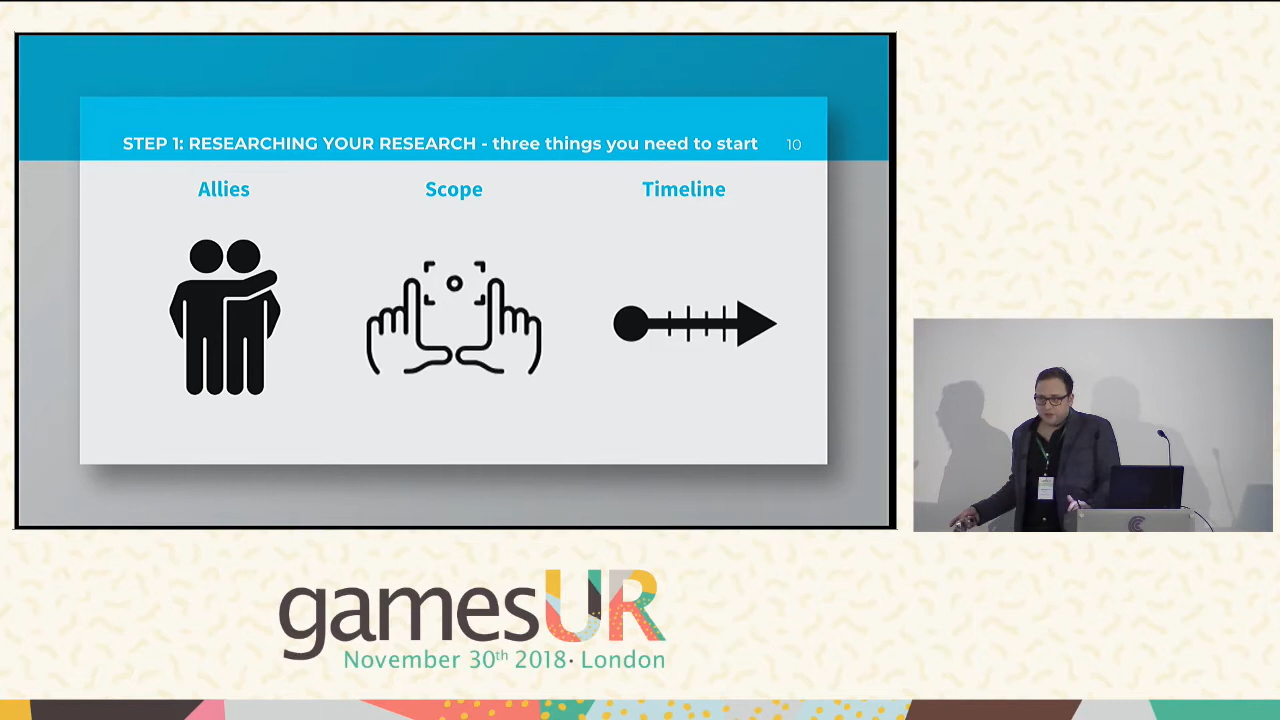 STEP 1: RESEARCHING YOUR RESEARCH - three things you need to start 10
Allies Scope Timeline
gamesUR
November 30th 2018 · London